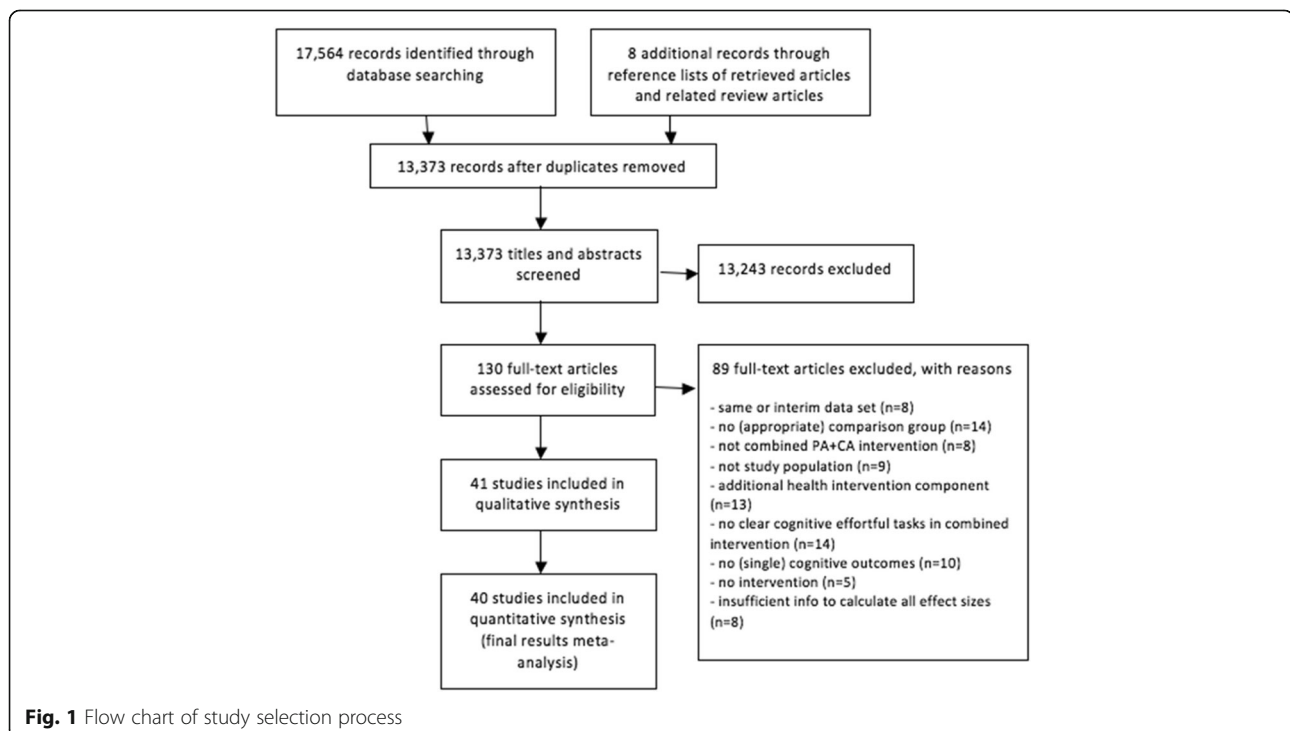 17,564 records identified through
database searching
8 additional records through
reference lists of retrieved articles
and related review articles
13,373 records after duplicates removed
13,373 titles and abstracts
screened
13,243 records excluded
130 full-text articles
assessed for eligibility
89 full-text articles excluded, with reasons
- same or interim data set (n=8)
- no (appropriate) comparison group (n=14)
- not combined PA+CA intervention (n=8)
- not study population (n=9)
- additional health intervention component
(n=13)
- no clear cognitive effortful tasks in combined
intervention (n=14)
- no (single) cognitive outcomes (n=10)
- no intervention (n=5)
- insufficient info to calculate all effect sizes
(n=8)
41 studies included in
qualitative synthesis
40 studies included in
quantitative synthesis
(final results meta-
analysis)
Fig. 1 Flow chart of study selection process